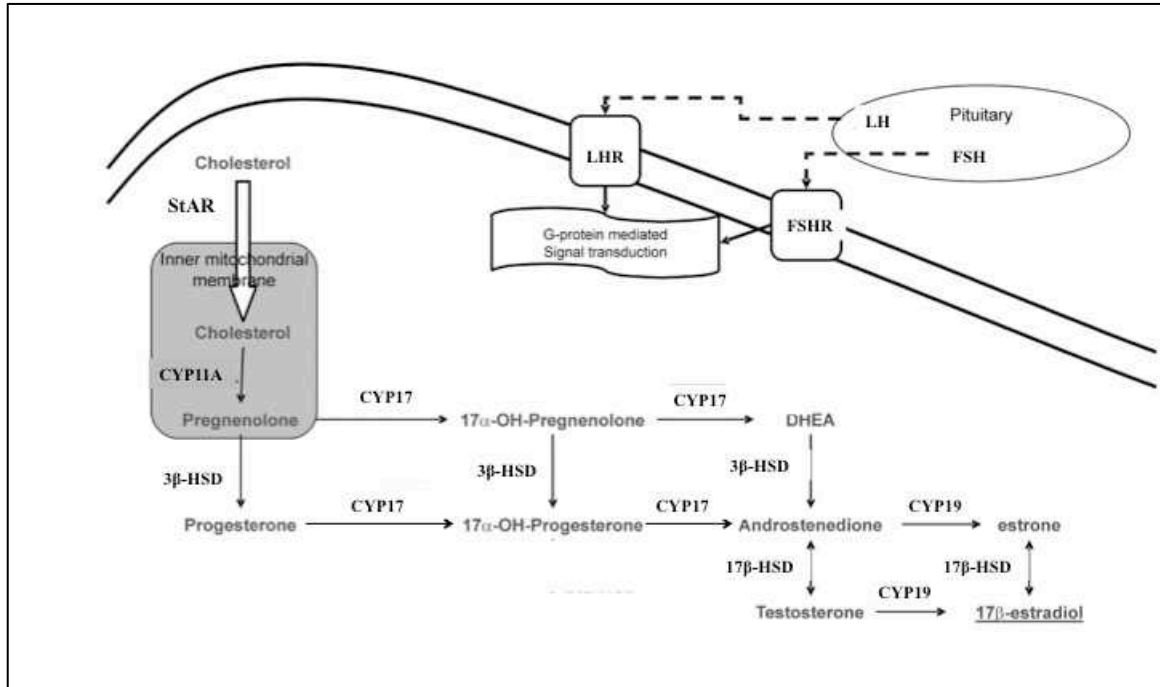 LH
Pituitary
FSH
LHR
FSHR
G-protein mediated
Signal transduction
Cholesterol
StAR
Inner mitochondrial
membrane
Cholesterol
CYP11A
Pregnenolone
CYP17
17α-OH-Pregnenolone
CYP17
DHEA
3β-HSD
3β-HSD
3β-HSD
Progesterone
CYP17
17α-OH-Progesterone
CYP17
Androstenedione
CYP19
estrone
17β-HSD
17β-HSD
Testosterone
CYP19
17β-estradiol